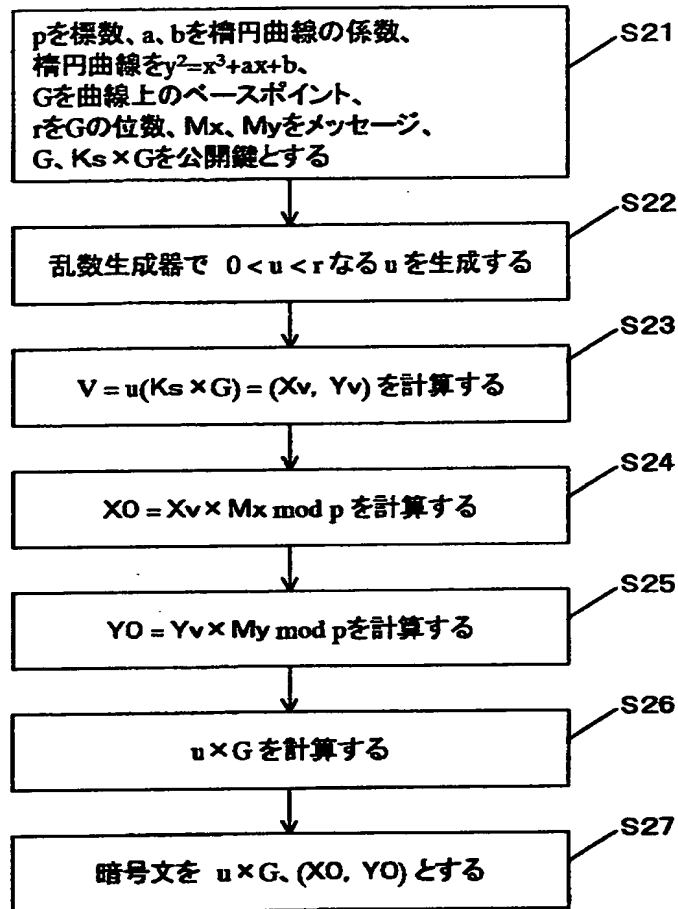 pを標数、a、bを楕円曲線の係数、
楕円曲線をy²=x³+ax+b、
Gを曲線上のベースポイント、
rをGの位数、Mx、Myをメッセージ、
G、Ks×Gを公開鍵とする
S21
乱数生成器で 0<u<r なる u を生成する
S22
V = u(Ks×G) = (Xv, Yv) を計算する
S23
X0 = Xv×Mx mod p を計算する
S24
Y0 = Yv×My mod pを計算する
S25
u×G を計算する
S26
暗号文を u×G、(X0, Y0) とする
S27